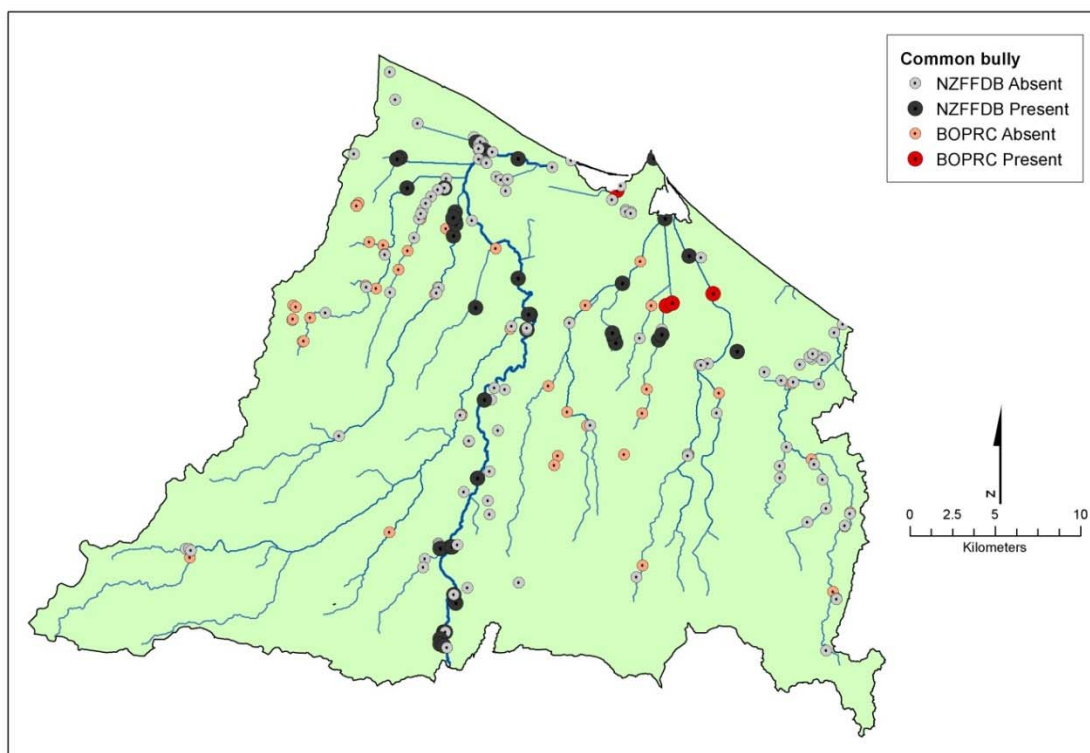 Common bully
NZFFDB Absent
NZFFDB Present
BOPRC Absent
BOPRC Present
N
0 2.5 5 10
Kilometers